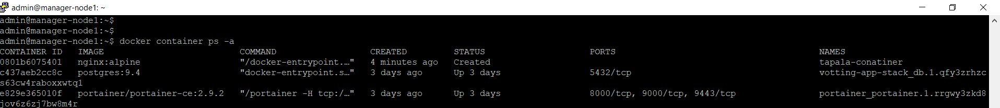 admin@manager-node1: ~
admin@manager-node1:~$
admin@manager-node1:~$
admin@manager-node1:~$ docker container ps -a
CONTAINER ID   IMAGE                          COMMAND                  CREATED         STATUS                    PORTS                                       NAMES
0801b6075401   nginx:alpine                   "/docker-entrypoint.…"   4 minutes ago   Created                                                               tapala-conatiner
c437aeb2cc8c   postgres:9.4                   "docker-entrypoint.s…"   3 days ago      Up 3 days                 5432/tcp                                    votting-app-stack_db.1.qfy3zrhzc
s63cw4raboxxwtq1
e829e365010f   portainer/portainer-ce:2.9.2   "/portainer -H tcp:/…"   3 days ago      Up 3 days                 8000/tcp, 9000/tcp, 9443/tcp                portainer_portainer.1.rrgwy3zkd8
jov6z6zj7bw8m4r